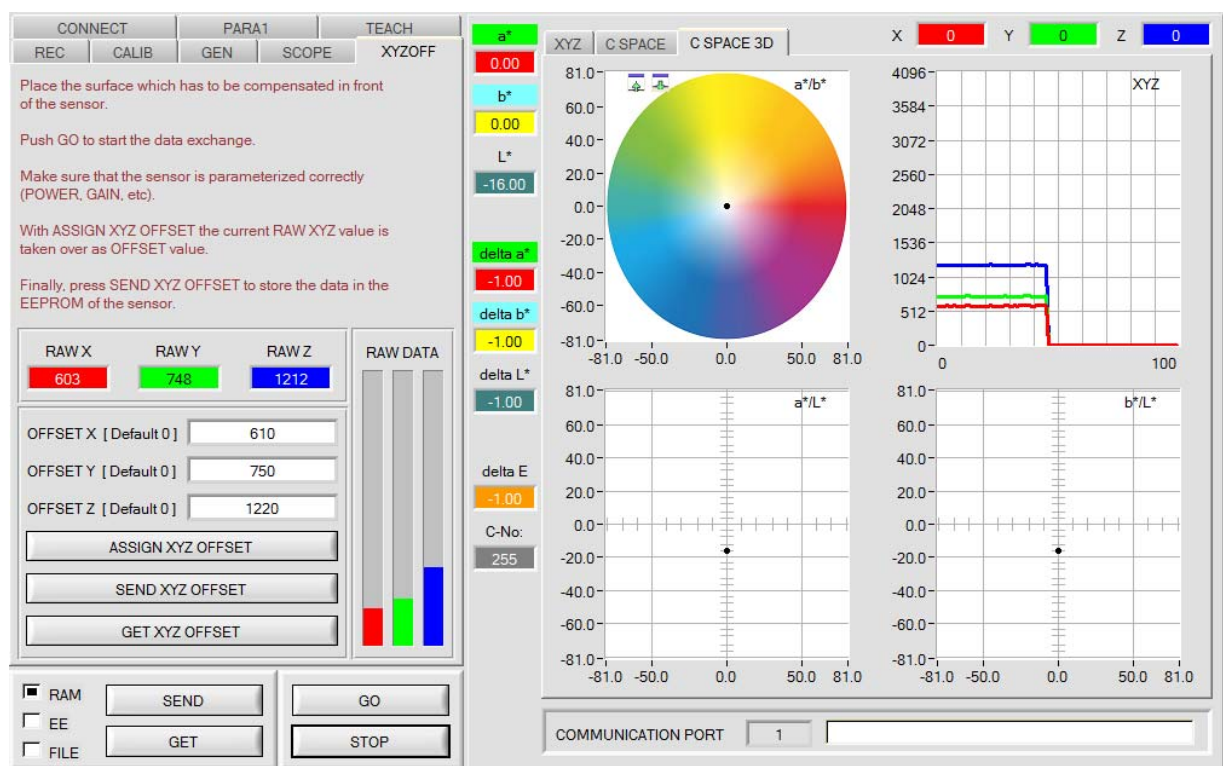 CONNECT PARA1 TEACH
REC CALIB GEN SCOPE XYZOFF
Place the surface which has to be compensated in front
of the sensor.
Push GO to start the data exchange.
Make sure that the sensor is parameterized correctly
(POWER, GAIN, etc).
With ASSIGN XYZ OFFSET the current RAW XYZ value is
taken over as OFFSET value.
Finally, press SEND XYZ OFFSET to store the data in the
EEPROM of the sensor.
RAW X RAW Y RAW Z
603 748 1212
RAW DATA
OFFSET X [ Default 0 ] 610
OFFSET Y [ Default 0 ] 750
OFFSET Z [ Default 0 ] 1220
ASSIGN XYZ OFFSET
SEND XYZ OFFSET
GET XYZ OFFSET
RAM
EE
FILE
SEND
GET
GO
STOP
a*
0.00
b*
0.00
L*
-16.00
delta a*
-1.00
delta b*
-1.00
delta L*
-1.00
delta E
-1.00
C-No:
255
XYZ C SPACE C SPACE 3D
X 0 Y 0 Z 0
a*/b*
81.0
60.0
40.0
20.0
0.0
-20.0
-40.0
-60.0
-81.0
-81.0 -50.0 0.0 50.0 81.0
XYZ
4096
3584
3072
2560
2048
1536
1024
512
0
0 100
a*/L*
81.0
60.0
40.0
20.0
0.0
-20.0
-40.0
-60.0
-81.0
-81.0 -50.0 0.0 50.0 81.0
b*/L*
81.0
60.0
40.0
20.0
0.0
-20.0
-40.0
-60.0
-81.0
-81.0 -50.0 0.0 50.0 81.0
COMMUNICATION PORT 1